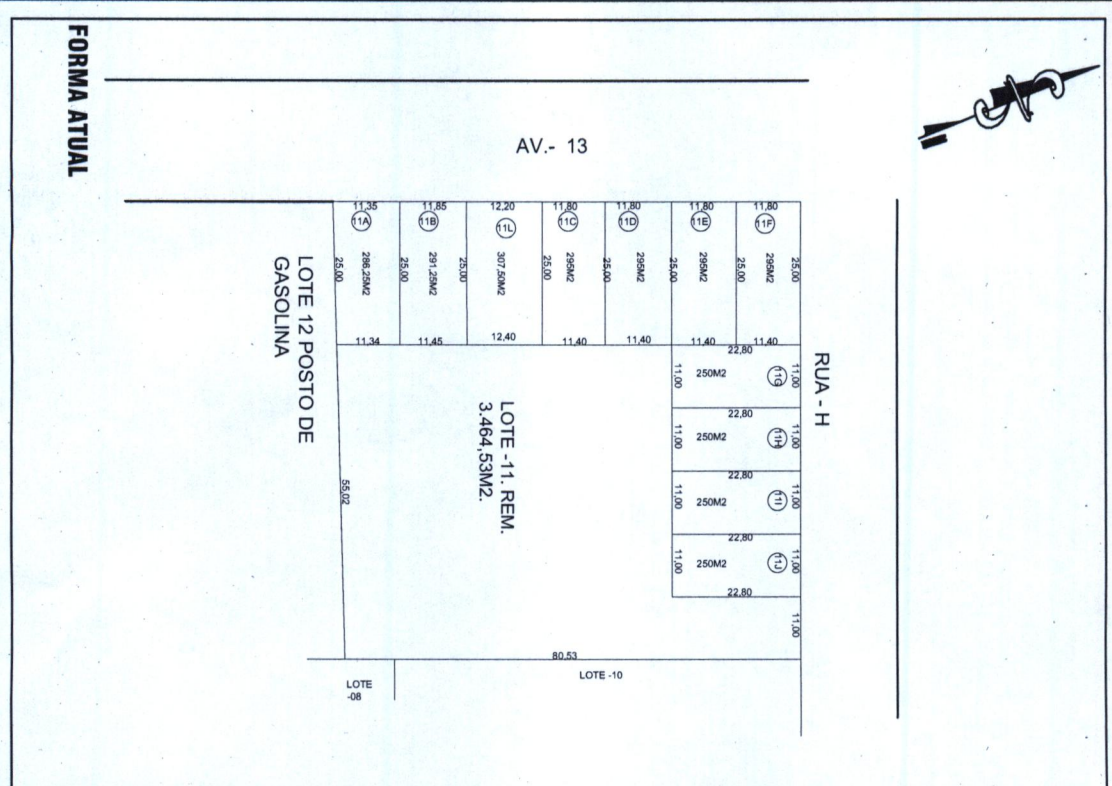 FORMA ATUAL
AV.- 13
11,35
11,85
12,20
11,80
11,80
11,80
11,80
11A
11B
11L
11C
11D
11E
11F
25,00
286,25M2
25,00
291,25M2
25,00
307,50M2
25,00
295M2
25,00
295M2
25,00
295M2
25,00
295M2
25,00
11,34
11,45
12,40
11,40
11,40
11,40
11,40
LOTE 12 POSTO DE
GASOLINA
RUA - H
22,80
11,00
250M2
11G
11,00
22,80
11,00
250M2
11H
11,00
22,80
11,00
250M2
11I
11,00
22,80
11,00
250M2
11J
11,00
22,80
11,00
LOTE -11. REM.
3.464,53M2.
55,02
80,53
LOTE
-08
LOTE -10